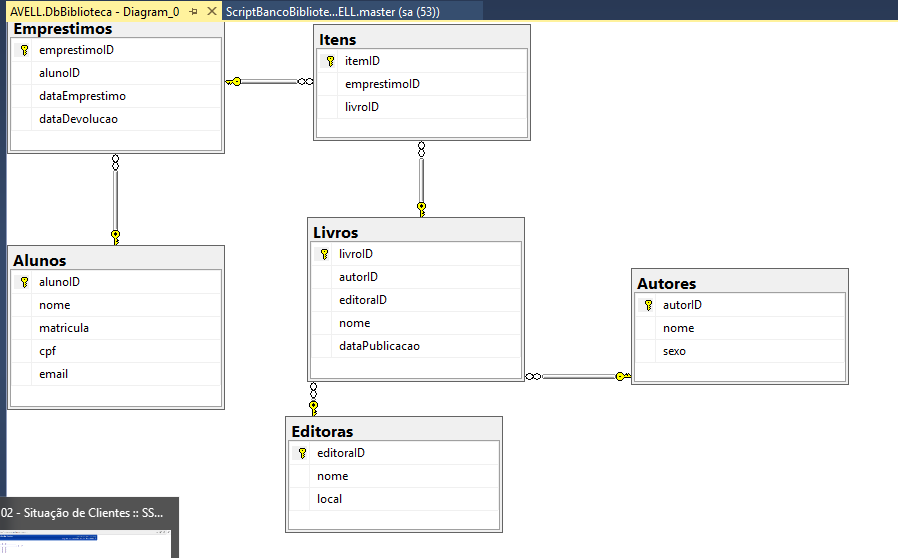 AVELL.DbBiblioteca - Diagram_0
ScriptBancoBibliote...ELL.master (sa (53))
Emprestimos
emprestimoID
alunoID
dataEmprestimo
dataDevolucao
Itens
itemID
emprestimoID
livroID
Alunos
alunoID
nome
matricula
cpf
email
Livros
livroID
autorID
editoraID
nome
dataPublicacao
Autores
autorID
nome
sexo
Editoras
editoraID
nome
local
02 - Situação de Clientes :: SS...